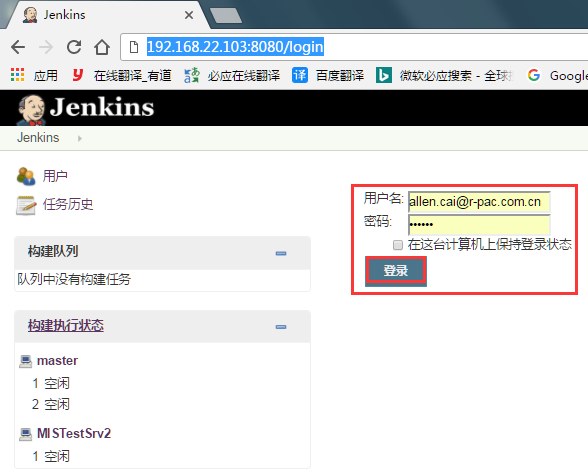 Jenkins
192.168.22.103:8080/login
应用 在线翻译_有道 必应在线翻译 百度翻译 微软必应搜索 - 全球 Google
Jenkins
Jenkins
用户
任务历史
用户名: allen.cai@r-pac.com.cn
密码: ••••••
在这台计算机上保持登录状态
登录
构建队列
队列中没有构建任务
构建执行状态
master
1 空闲
2 空闲
MISTestSrv2
1 空闲